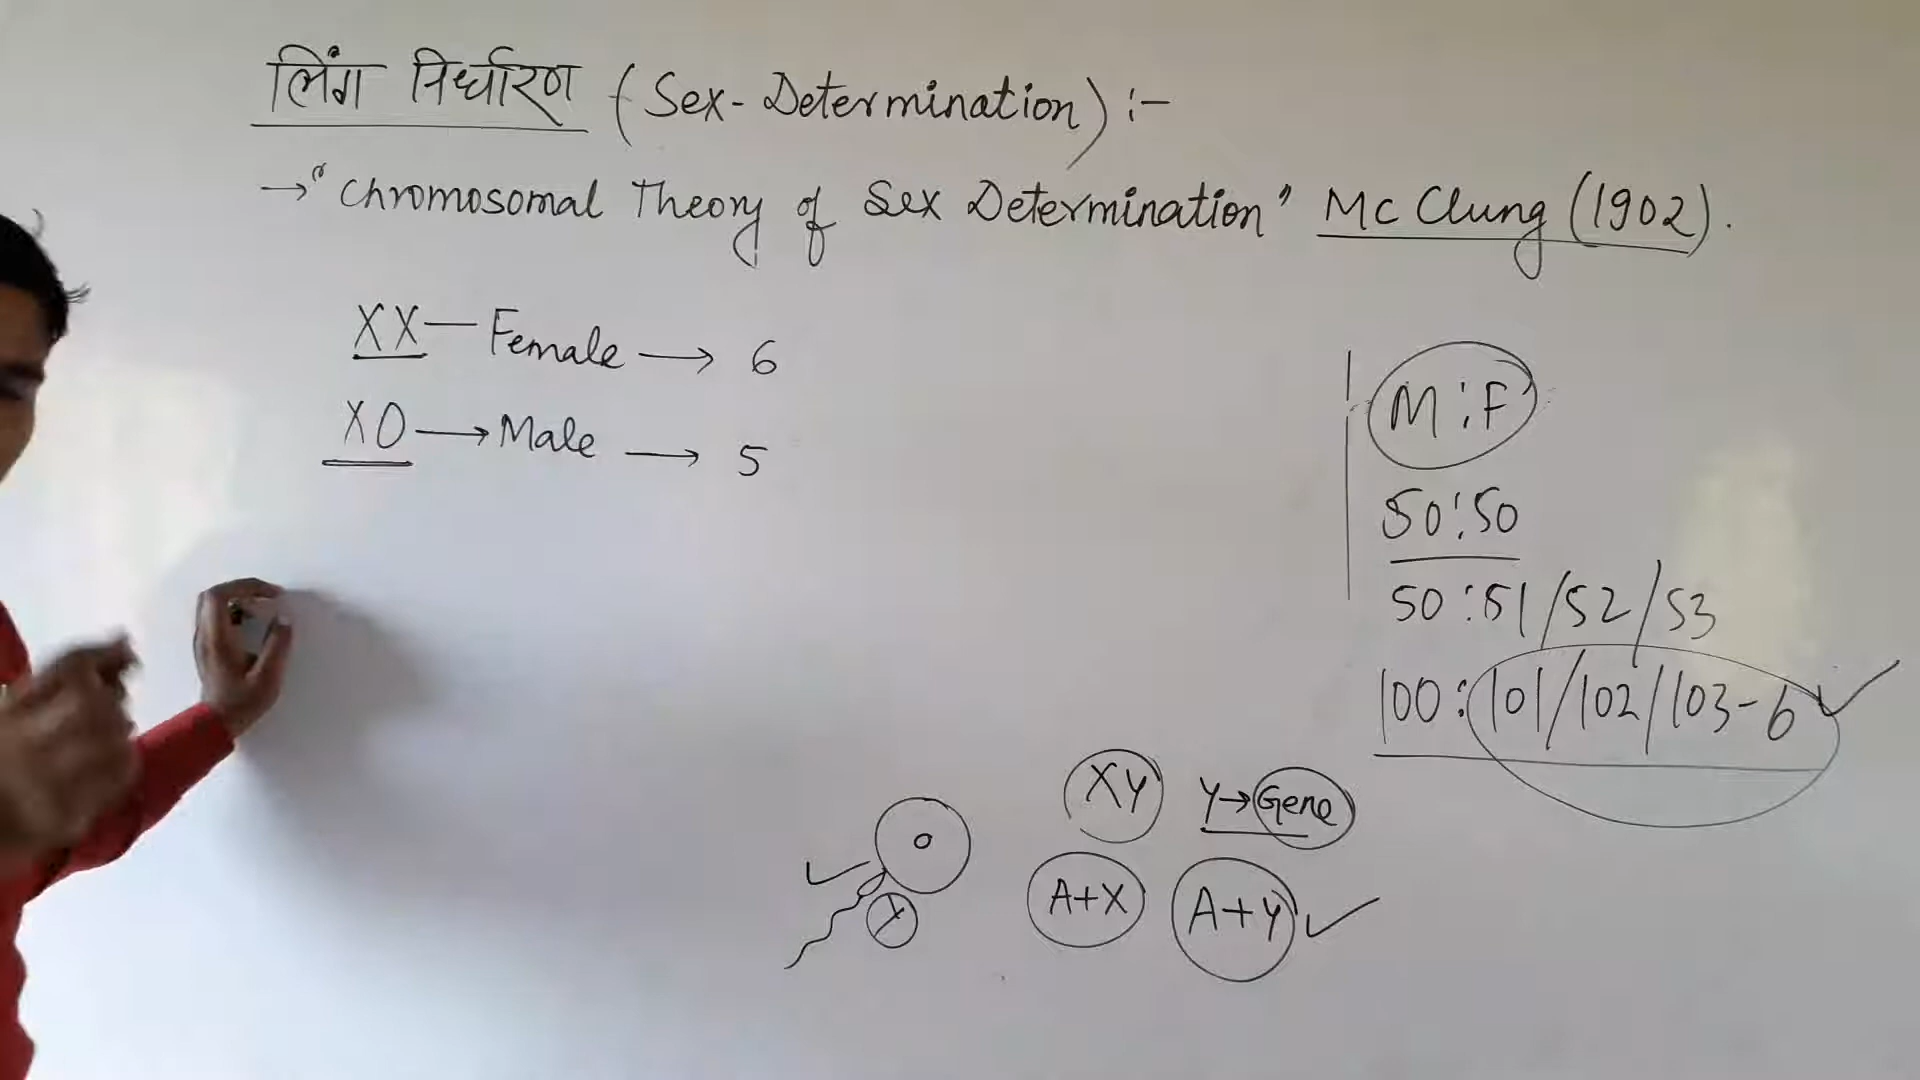 लिंग निर्धारण (Sex-Determination) :-
→ "Chromosomal Theory of Sex Determination" Mc Clung (1902).
XX — Female → 6
XO → Male → 5
M : F
50 : 50
50 : 51 / 52 / 53
100 : 101 / 102 / 103 - 6 ✓
XY Y → Gene
A+X A+Y ✓
✓ Y